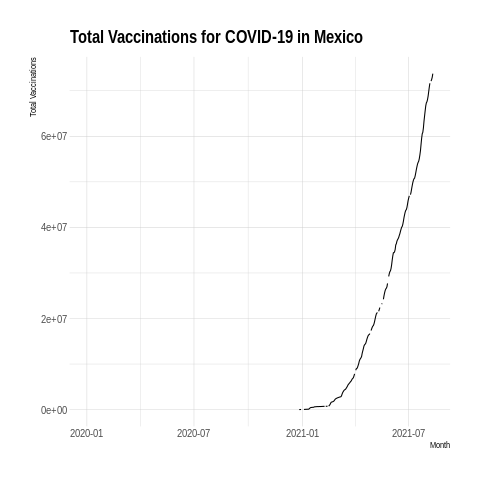 Total Vaccinations for COVID-19 in Mexico
Total Vaccinations
6e+07
4e+07
2e+07
0e+00
2020-01 2020-07 2021-01 2021-07
Month